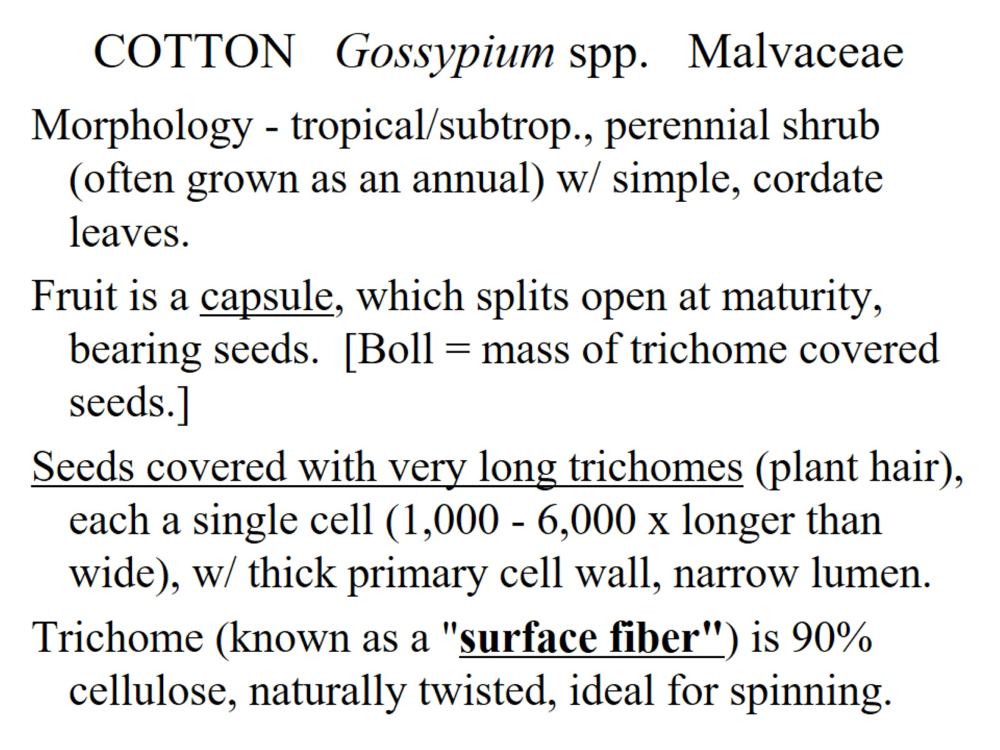 COTTON Gossypium spp. Malvaceae
Morphology - tropical/subtrop., perennial shrub
(often grown as an annual) w/ simple, cordate
leaves.
Fruit is a capsule, which splits open at maturity,
bearing seeds. [Boll = mass of trichome covered
seeds.]
Seeds covered with very long trichomes (plant hair),
each a single cell (1,000 - 6,000 x longer than
wide), w/ thick primary cell wall, narrow lumen.
Trichome (known as a "surface fiber") is 90%
cellulose, naturally twisted, ideal for spinning.